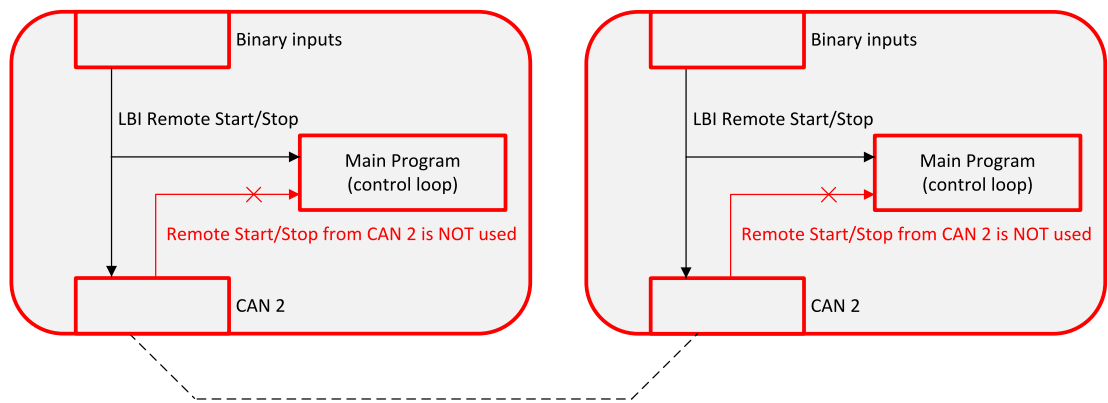 Binary inputs
LBI Remote Start/Stop
Main Program
(control loop)
Remote Start/Stop from CAN 2 is NOT used
CAN 2
Binary inputs
LBI Remote Start/Stop
Main Program
(control loop)
Remote Start/Stop from CAN 2 is NOT used
CAN 2